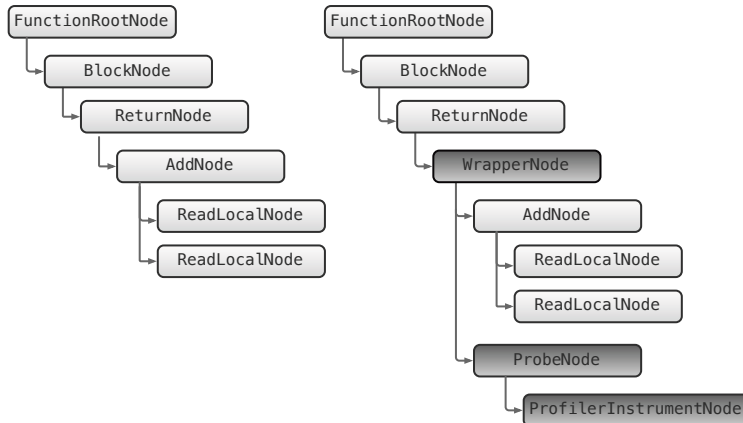 FunctionRootNode
BlockNode
ReturnNode
AddNode
ReadLocalNode
ReadLocalNode
FunctionRootNode
BlockNode
ReturnNode
WrapperNode
AddNode
ReadLocalNode
ReadLocalNode
ProbeNode
ProfilerInstrumentNode